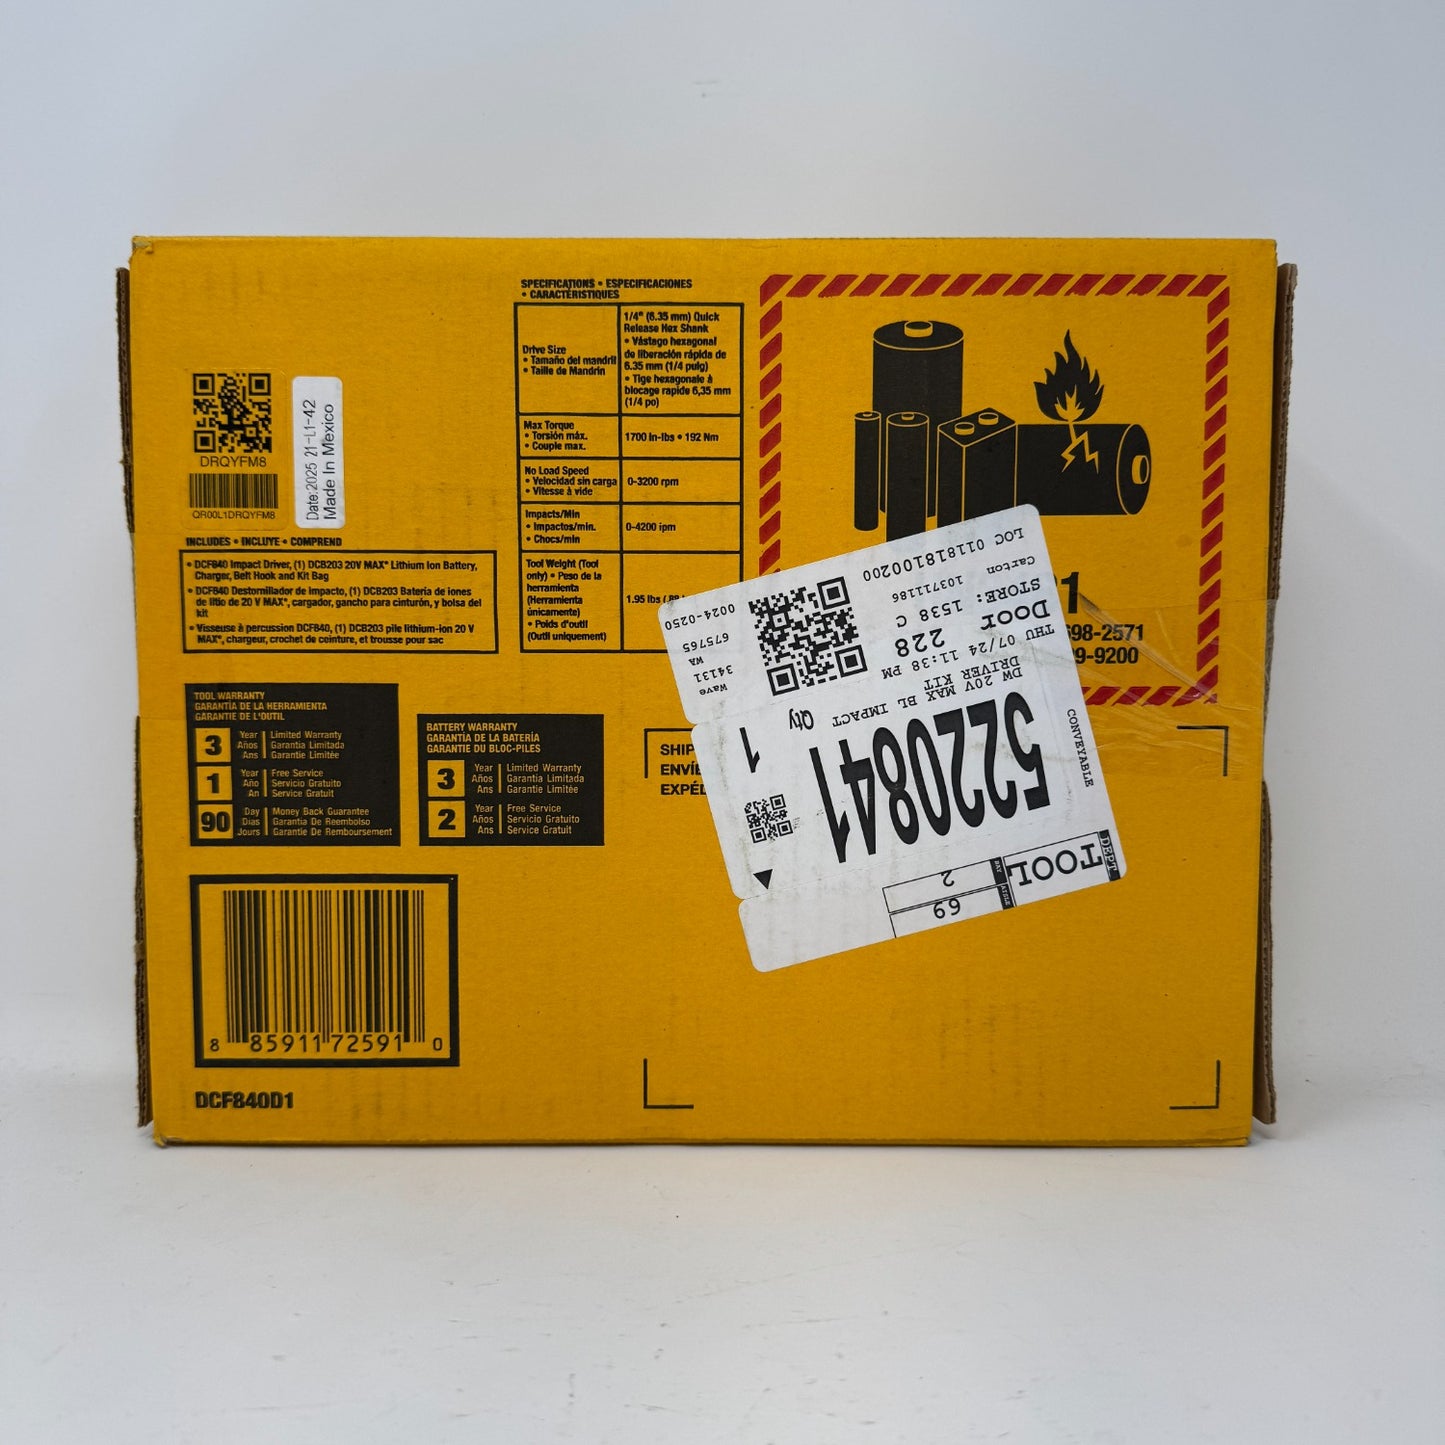 DRQYFM8
QR00L1DRQYFM8
Date:2025 21-L1-42
Made In Mexico
INCLUDES • INCLUYE • COMPREND
• DCF840 Impact Driver, (1) DCB203 20V MAX* Lithium Ion Battery,
Charger, Belt Hook and Kit Bag
• DCF840 Destornillador de impacto, (1) DCB203 Batería de iones
de litio de 20 V MAX*, cargador, gancho para cinturón, y bolsa del
kit
• Visseuse à percussion DCF840, (1) DCB203 pile lithium-ion 20 V
MAX*, chargeur, crochet de ceinture, et trousse pour sac
SPECIFICATIONS • ESPECIFICACIONES
• CARACTÉRISTIQUES
Drive Size
• Tamaño del mandril
• Taille de Mandrin
1/4" (6.35 mm) Quick
Release Hex Shank
• Vástago hexagonal
de liberación rápida de
6.35 mm (1/4 pulg)
• Tige hexagonale à
blocage rapide 6,35 mm
(1/4 po)
Max Torque
• Torsión máx.
• Couple max.
1700 in-lbs • 192 Nm
No Load Speed
• Velocidad sin carga
• Vitesse à vide
0-3200 rpm
Impacts/Min
• Impactos/min.
• Chocs/min
0-4200 ipm
Tool Weight (Tool
only) • Peso de la
herramienta
(Herramienta
únicamente)
• Poids d'outil
(Outil uniquement)
1.95 lbs (.88
TOOL WARRANTY
GARANTÍA DE LA HERRAMIENTA
GARANTIE DE L'OUTIL
3 Year Años Ans Limited Warranty
Garantía Limitada
Garantie Limitée
1 Year Año An Free Service
Servicio Gratuito
Service Gratuit
90 Day Días Jours Money Back Guarantee
Garantía De Reembolso
Garantie De Remboursement
BATTERY WARRANTY
GARANTÍA DE LA BATERÍA
GARANTIE DU BLOC-PILES
3 Year Años Ans Limited Warranty
Garantía Limitada
Garantie Limitée
2 Year Años Ans Free Service
Servicio Gratuito
Service Gratuit
8 85911 72591 0
DCF840D1
1
698-2571
9-9200
SHIP
ENVÍE
EXPÉD
LOC 011818100200
Carton 10371186
STORE: 1538 C
Door 228
THU 07/24 11:38 PM
0024-0250
675765
WA
34131
Wave
DW 20V MAX BL IMPACT
DRIVER KIT
Qty
1
5220841
CONVEYABLE
DEPT
TOOL
BAY
2
AISLE
69